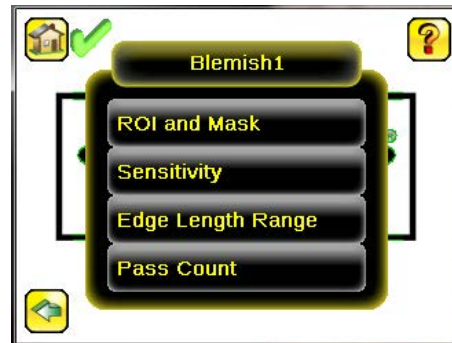 Blemish1
?
ROI and Mask
Sensitivity
Edge Length Range
Pass Count